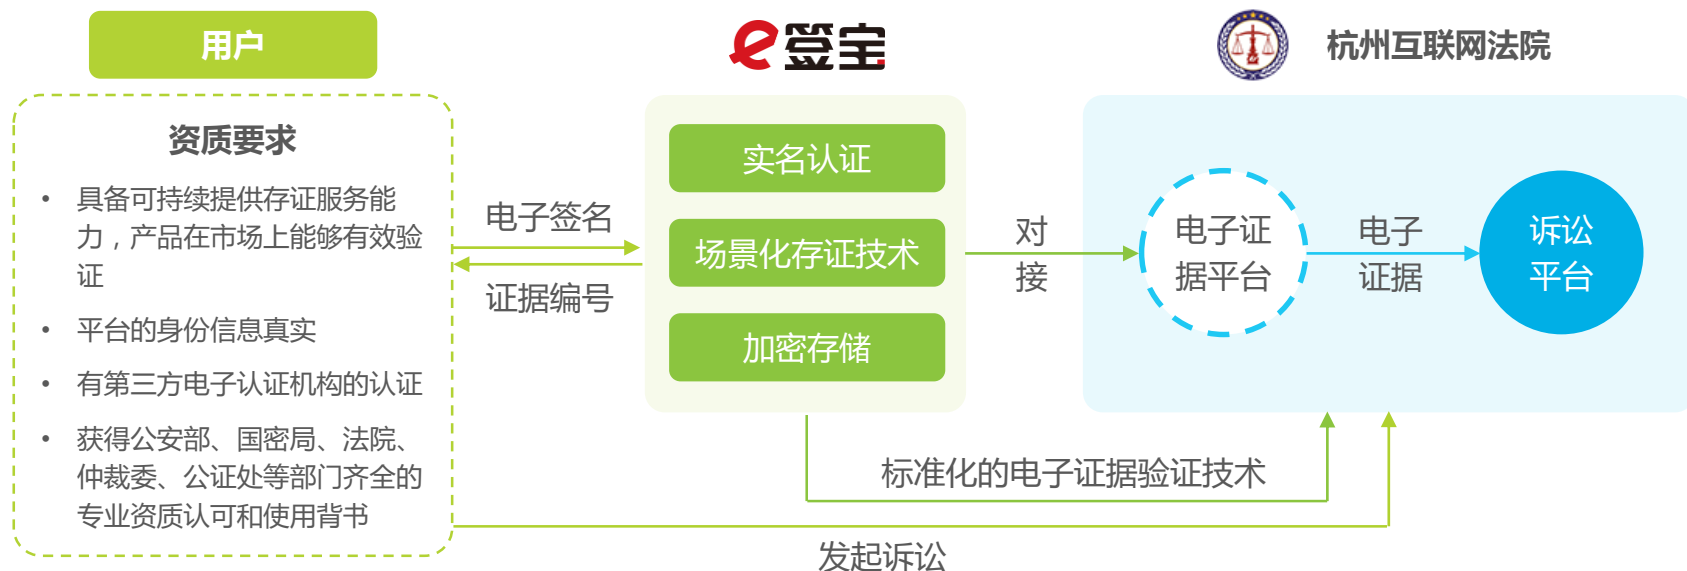 用户
e签宝
杭州互联网法院
资质要求
• 具备可持续提供存证服务能
力，产品在市场上能够有效验
证
• 平台的身份信息真实
• 有第三方电子认证机构的认证
• 获得公安部、国密局、法院、
仲裁委、公证处等部门齐全的
专业资质认可和使用背书
电子签名
证据编号
实名认证
场景化存证技术
加密存储
对
接
电子证
据平台
电子
证据
诉讼
平台
标准化的电子证据验证技术
发起诉讼